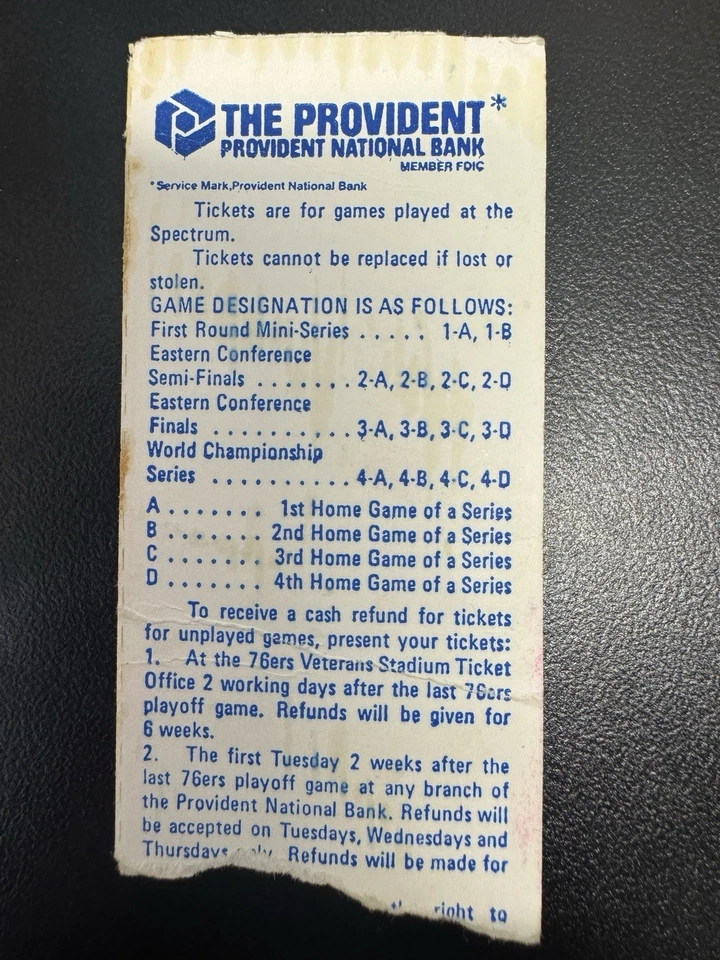 THE PROVIDENT*
PROVIDENT NATIONAL BANK
MEMBER FDIC
*Service Mark,Provident National Bank
Tickets are for games played at the
Spectrum.
Tickets cannot be replaced if lost or
stolen.
GAME DESIGNATION IS AS FOLLOWS:
First Round Mini-Series ..... 1-A, 1-B
Eastern Conference
Semi-Finals ........ 2-A, 2-B, 2-C, 2-D
Eastern Conference
Finals .......... 3-A, 3-B, 3-C, 3-D
World Championship
Series .......... 4-A, 4-B, 4-C, 4-D
A ....... 1st Home Game of a Series
B ....... 2nd Home Game of a Series
C ....... 3rd Home Game of a Series
D ....... 4th Home Game of a Series
To receive a cash refund for tickets
for unplayed games, present your tickets:
1. At the 76ers Veterans Stadium Ticket
Office 2 working days after the last 76ers
playoff game. Refunds will be given for
6 weeks.
2. The first Tuesday 2 weeks after the
last 76ers playoff game at any branch of
the Provident National Bank. Refunds will
be accepted on Tuesdays, Wednesdays and
Thursdays only. Refunds will be made for
right to